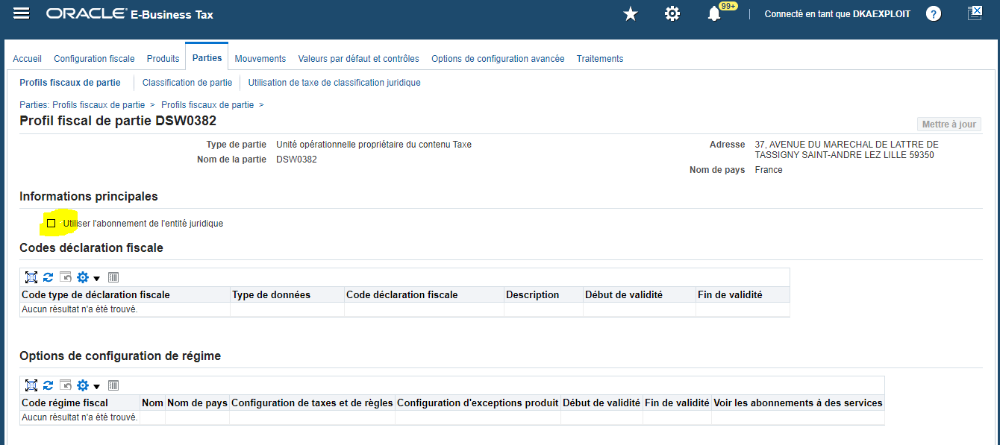 ORACLE E-Business Tax
99+
Connecté en tant que DKAEXPLOIT
?
Accueil Configuration fiscale Produits Parties Mouvements Valeurs par défaut et contrôles Options de configuration avancée Traitements
Profils fiscaux de partie Classification de partie Utilisation de taxe de classification juridique
Parties: Profils fiscaux de partie > Profils fiscaux de partie >
Profil fiscal de partie DSW0382
Mettre à jour
Type de partie Unité opérationnelle propriétaire du contenu Taxe
Nom de la partie DSW0382
Adresse 37, AVENUE DU MARECHAL DE LATTRE DE
TASSIGNY SAINT-ANDRE LEZ LILLE 59350
Nom de pays France
Informations principales
Utiliser l'abonnement de l'entité juridique
Codes déclaration fiscale
Code type de déclaration fiscale Type de données Code déclaration fiscale Description Début de validité Fin de validité
Aucun résultat n'a été trouvé.
Options de configuration de régime
Code régime fiscal Nom Nom de pays Configuration de taxes et de règles Configuration d'exceptions produit Début de validité Fin de validité Voir les abonnements à des services
Aucun résultat n'a été trouvé.